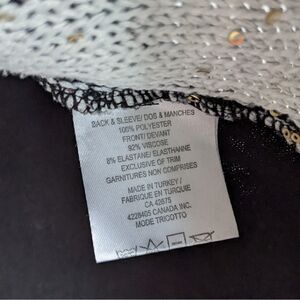 BACK & SLEEVE/ DOS & MANCHES
100% POLYESTER
FRONT/ DEVANT
92% VISCOSE
8% ELASTANE/ ELASTHANNE
EXCLUSIVE OF TRIM
GARNITURES NON COMPRISES
MADE IN TURKEY/
FABRIQUE EN TURQUIE
CA 42875
4228405 CANADA INC.
MODE TRICOTTO